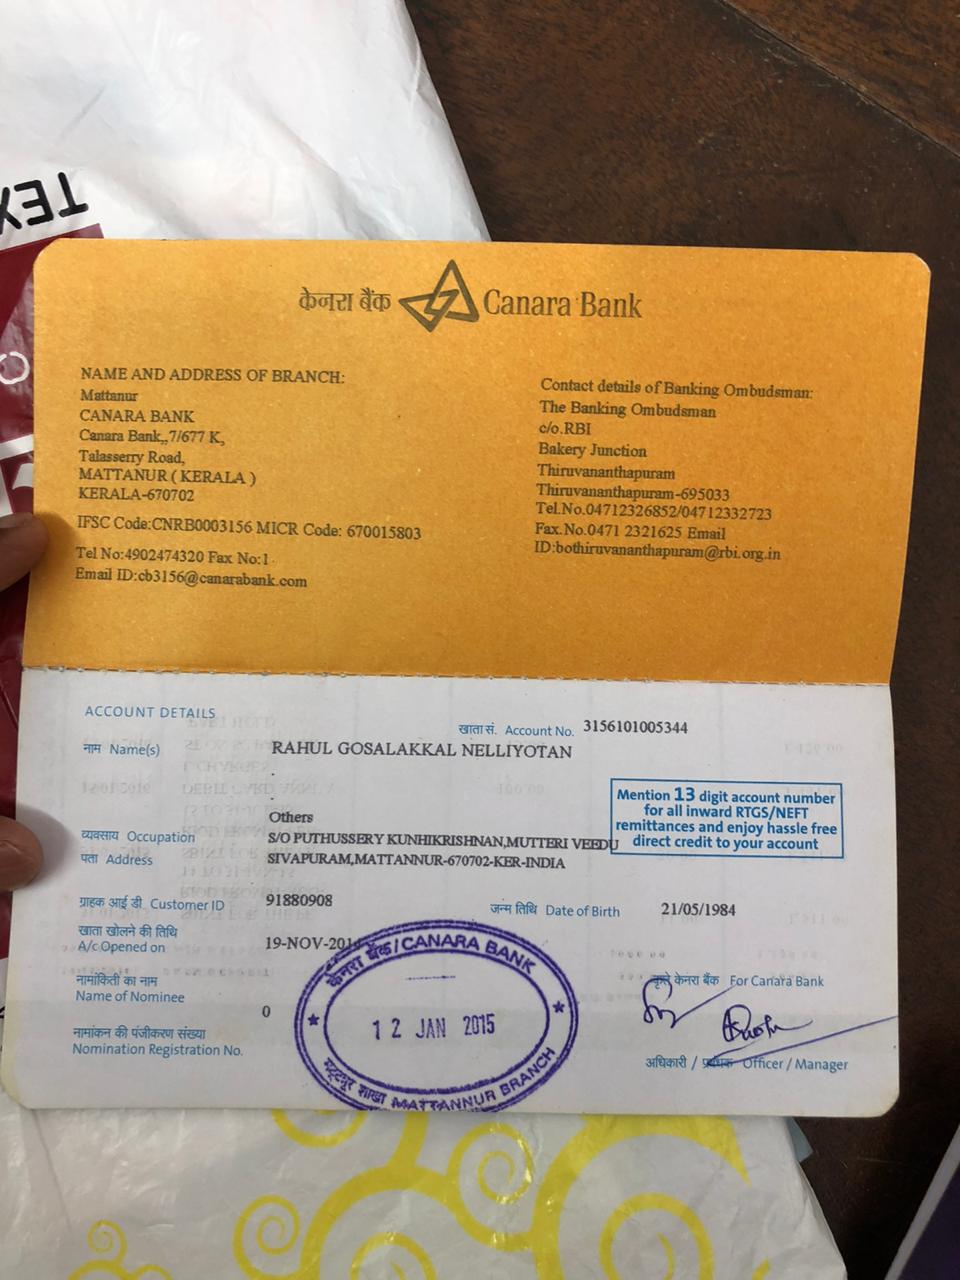 TEX
केनरा बैंक Canara Bank
NAME AND ADDRESS OF BRANCH:
Mattanur
CANARA BANK
Canara Bank,,7/677 K,
Talasserry Road,
MATTANUR ( KERALA )
KERALA-670702
IFSC Code:CNRB0003156 MICR Code: 670015803
Tel No:4902474320 Fax No:1
Email ID:cb3156@canarabank.com
Contact details of Banking Ombudsman:
The Banking Ombudsman
c/o.RBI
Bakery Junction
Thiruvananthapuram
Thiruvananthapuram-695033
Tel.No.04712326852/04712332723
Fax.No.0471 2321625 Email
ID:bothiruvananthapuram@rbi.org.in
ACCOUNT DETAILS
खाता सं. Account No. 3156101005344
नाम Name(s) RAHUL GOSALAKKAL NELLIYOTAN
Mention 13 digit account number
for all inward RTGS/NEFT
remittances and enjoy hassle free
direct credit to your account
Others
व्यवसाय Occupation S/O PUTHUSSERY KUNHIKRISHNAN,MUTTERI VEEDU
पता Address SIVAPURAM,MATTANNUR-670702-KER-INDIA
ग्राहक आई डी Customer ID 91880908
जन्म तिथि Date of Birth 21/05/1984
खाता खोलने की तिथि
A/c Opened on 19-NOV-2014
नामांकिती का नाम
Name of Nominee
0
नामांकन की पंजीकरण संख्या
Nomination Registration No.
केनरा बैंक/CANARA BANK
12 JAN 2015
मट्टनूर शाखा MATTANNUR BRANCH
कृते केनरा बैंक For Canara Bank
अधिकारी / प्रबंधक Officer / Manager